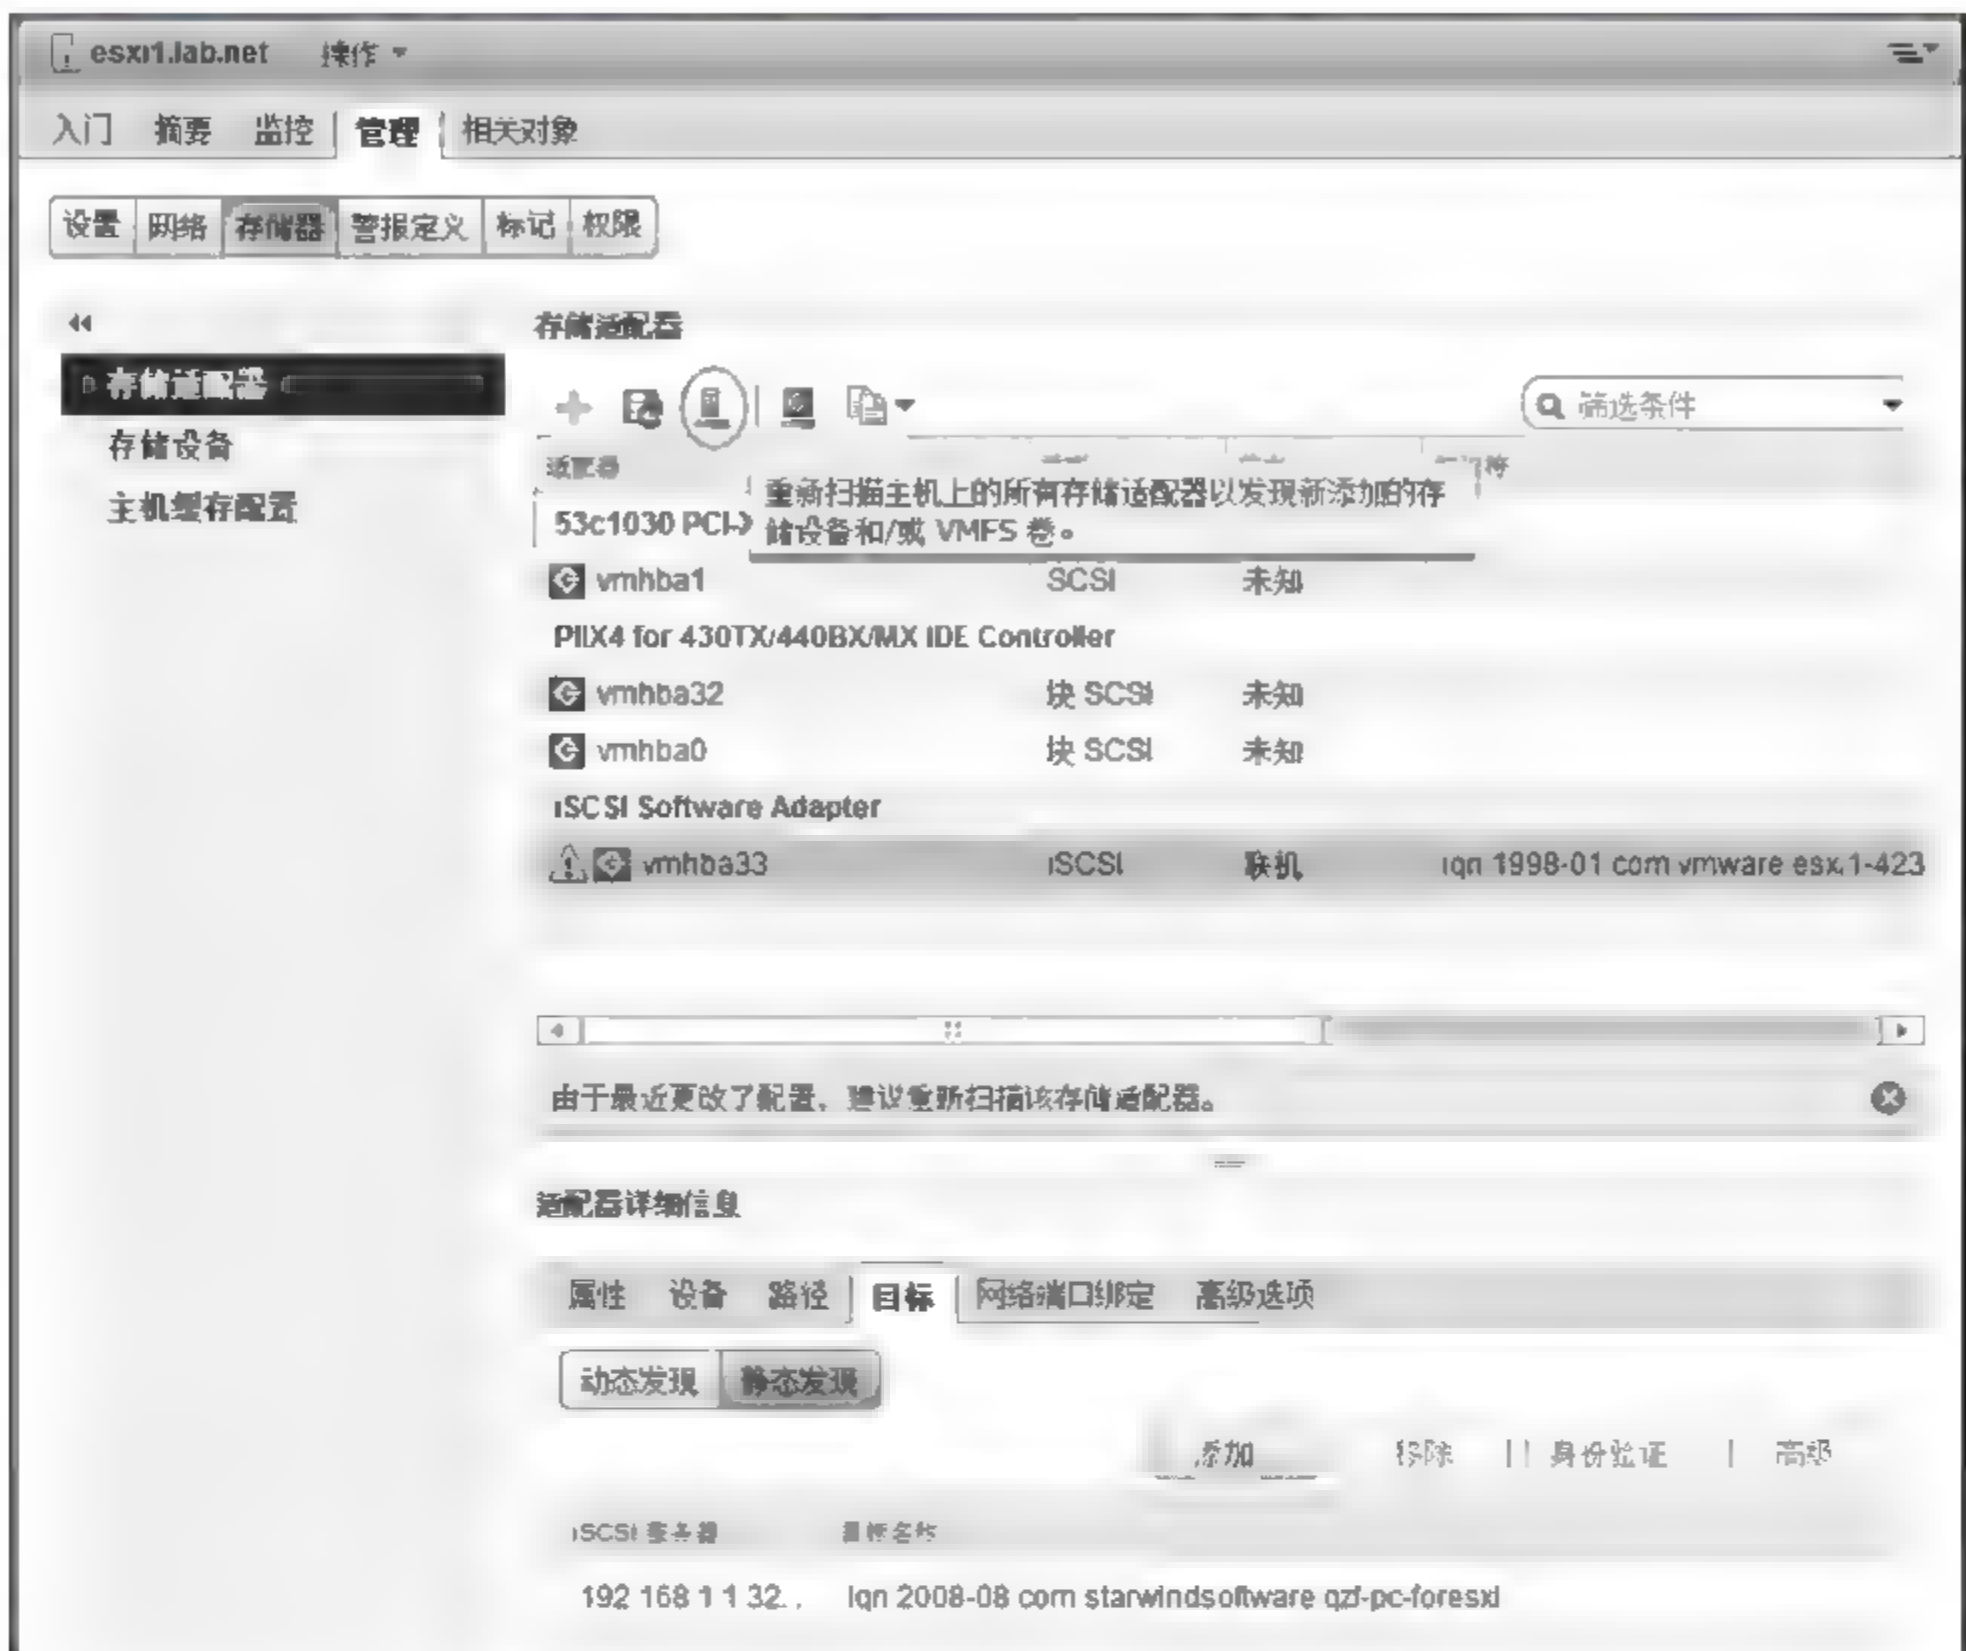 esxi1.lab.net 操作
入门 摘要 监控 管理 相关对象
设置 网络 存储器 警报定义 标记 权限
存储适配器
存储适配器
筛选条件
存储设备
适配器
重新扫描主机上的所有存储适配器以发现新添加的存
主机缓存配置
53c1030 PCI-X 储设备和/或 VMFS 卷。
vmhba1 SCSI 未知
PIIX4 for 430TX/440BX/MX IDE Controller
vmhba32 块 SCSI 未知
vmhba0 块 SCSI 未知
iSCSI Software Adapter
vmhba33 iSCSI 联机 iqn 1998-01 com vmware esxi1-423
由于最近更改了配置，建议重新扫描该存储适配器。
适配器详细信息
属性 设备 路径 目标 网络端口绑定 高级选项
动态发现 静态发现
添加 移除 身份验证 高级
iSCSI 服务器 目标名称
192 168 1 1 32.. iqn 2008-08 com starwindsoftware qzf-pc-foresxi